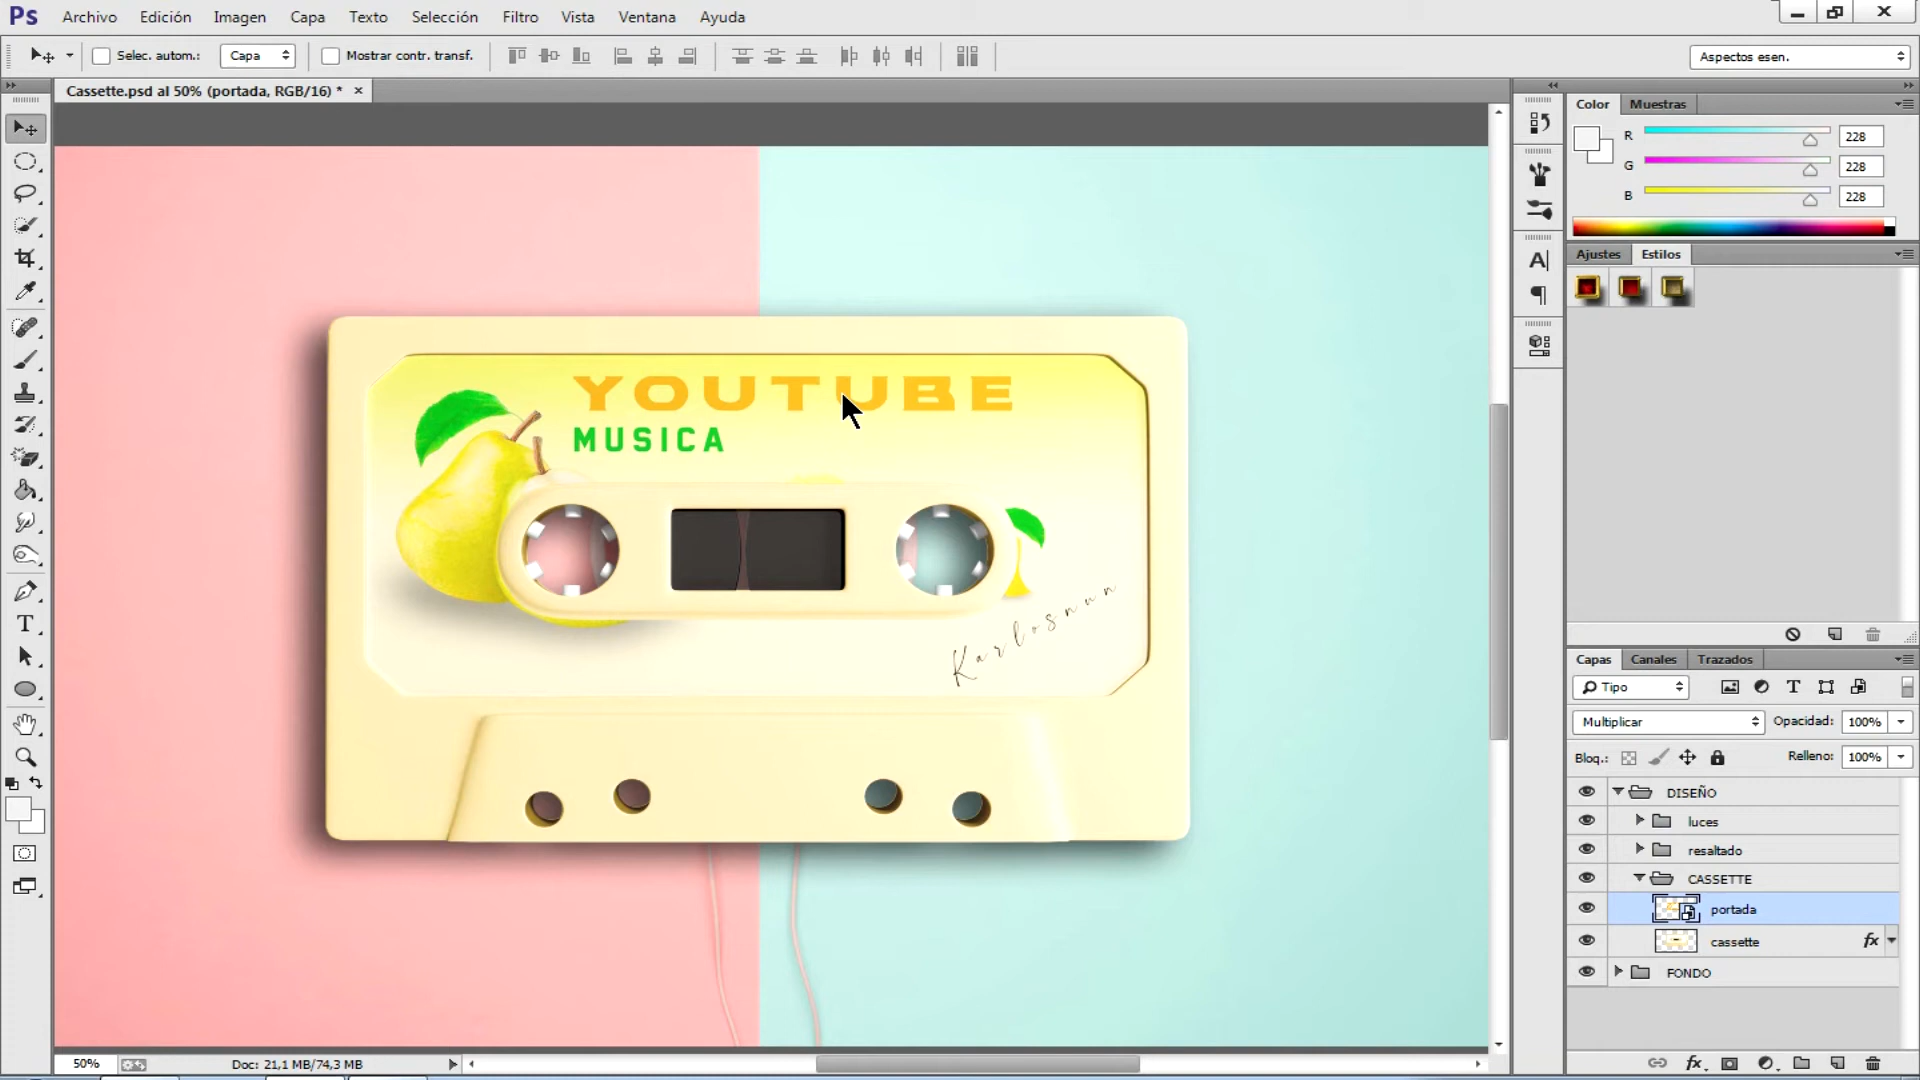 Ps Archivo Edición Imagen Capa Texto Selección Filtro Vista Ventana Ayuda
Selec. autom.: Capa Mostrar contr. transf. Aspectos esen.
Cassette.psd al 50% (portada, RGB/16) * ×
Color Muestras
R 228
G 228
B 228
Ajustes Estilos
YOUTUBE
MUSICA
Karlosnun
Capas Canales Trazados
Tipo
Multiplicar Opacidad: 100%
Bloq.: Relleno: 100%
DISEÑO
luces
resaltado
CASSETTE
portada
cassette fx
FONDO
50% Doc: 21,1 MB/74,3 MB